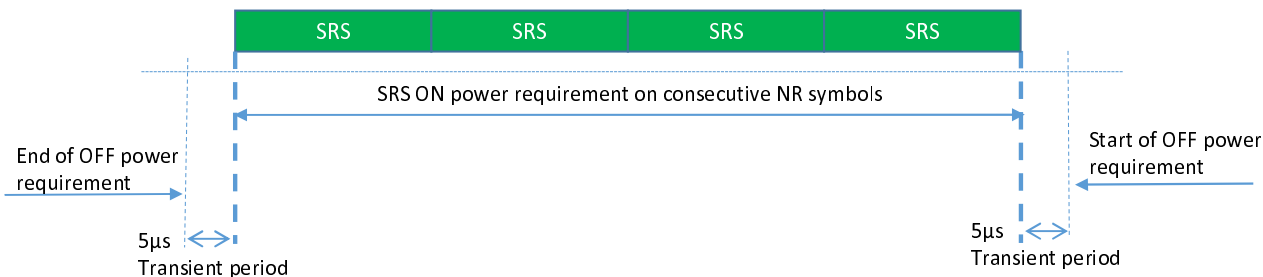 SRS SRS SRS SRS
SRS ON power requirement on consecutive NR symbols
End of OFF power
requirement
Start of OFF power
requirement
5µs
Transient period
5µs
Transient period